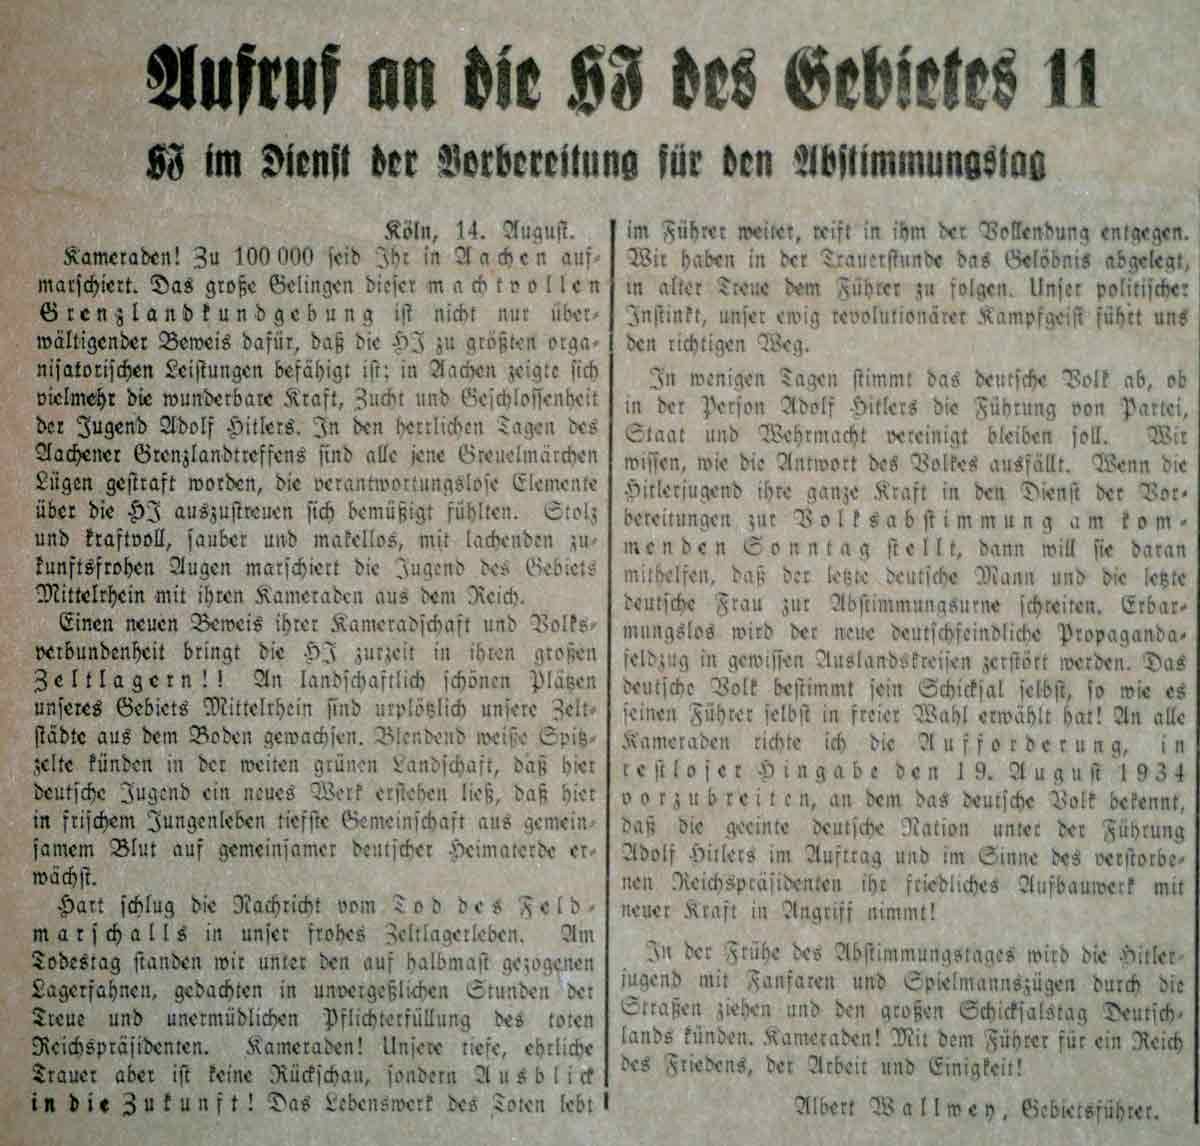 Aufruf an die HJ des Gebietes 11
HJ im Dienst der Vorbereitung für den Abstimmungstag
Köln, 14. August.
Kameraden! Zu 100 000 seid Ihr in Aachen auf-
marschiert. Das große Gelingen dieser machtvollen
Grenzlandkundgebung ist nicht nur über-
wältigender Beweis dafür, daß die HJ zu größten orga-
nisatorischen Leistungen befähigt ist; in Aachen zeigte sich
vielmehr die wunderbare Kraft, Zucht und Geschlossenheit
der Jugend Adolf Hitlers. In den herrlichen Tagen des
Aachener Grenzlandtreffens sind alle jene Greuelmärchen
Lügen gestraft worden, die verantwortungslose Elemente
über die HJ auszustreuen sich bemüßigt fühlten. Stolz
und kraftvoll, sauber und makellos, mit lachenden zu-
kunftsfrohen Augen marschiert die Jugend des Gebiets
Mittelrhein mit ihren Kameraden aus dem Reich.
Einen neuen Beweis ihrer Kameradschaft und Volks-
verbundenheit bringt die HJ zurzeit in ihren großen
Zeltlagern!! An landschaftlich schönen Plätzen
unseres Gebiets Mittelrhein sind urplötzlich unsere Zelt-
städte aus dem Boden gewachsen. Blendend weiße Spitz-
zelte künden in der weiten grünen Landschaft, daß hier
deutsche Jugend ein neues Werk erstehen ließ, daß hier
in frischem Jungenleben tiefste Gemeinschaft aus gemein-
samem Blut auf gemeinsamer deutscher Heimaterde er-
wächst.
Hart schlug die Nachricht vom Tod des Feld-
marschalls in unser frohes Zeltlagerleben. Am
Todestag standen wir unter den auf halbmast gezogenen
Lagerfahnen, gedachten in unvergeßlichen Stunden der
Treue und unermüdlichen Pflichterfüllung des toten
Reichspräsidenten. Kameraden! Unsere tiefe, ehrliche
Trauer aber ist keine Rückschau, sondern Ausblick
in die Zukunft! Das Lebenswerk des Toten lebt
im Führer weiter, reift in ihm der Vollendung entgegen.
Wir haben in der Trauerstunde das Gelöbnis abgelegt,
in alter Treue dem Führer zu folgen. Unser politischer
Instinkt, unser ewig revolutionärer Kampfgeist führt uns
den richtigen Weg.
In wenigen Tagen stimmt das deutsche Volk ab, ob
in der Person Adolf Hitlers die Führung von Partei,
Staat und Wehrmacht vereinigt bleiben soll. Wir
wissen, wie die Antwort des Volkes ausfällt. Wenn die
Hitlerjugend ihre ganze Kraft in den Dienst der Vor-
bereitungen zur Volksabstimmung am kom-
menden Sonntag stellt, dann will sie daran
mithelfen, daß der letzte deutsche Mann und die letzte
deutsche Frau zur Abstimmungsurne schreiten. Erbar-
mungslos wird der neue deutschfeindliche Propaganda-
feldzug in gewissen Auslandskreisen zerstört werden. Das
deutsche Volk bestimmt sein Schicksal selbst, so wie es
seinen Führer selbst in freier Wahl erwählt hat! An alle
Kameraden richte ich die Aufforderung, in
restloser Hingabe den 19. August 1934
vorzubreiten, an dem das deutsche Volk bekennt,
daß die geeinte deutsche Nation unter der Führung
Adolf Hitlers im Auftrag und im Sinne des verstorbe-
nen Reichspräsidenten ihr friedliches Aufbauwerk mit
neuer Kraft in Angriff nimmt!
In der Frühe des Abstimmungstages wird die Hitler-
jugend mit Fanfaren und Spielmannszügen durch die
Straßen ziehen und den großen Schicksalstag Deutsch-
lands künden. Kameraden! Mit dem Führer für ein Reich
des Friedens, der Arbeit und Einigkeit!
Albert Wallwey, Gebietsführer.